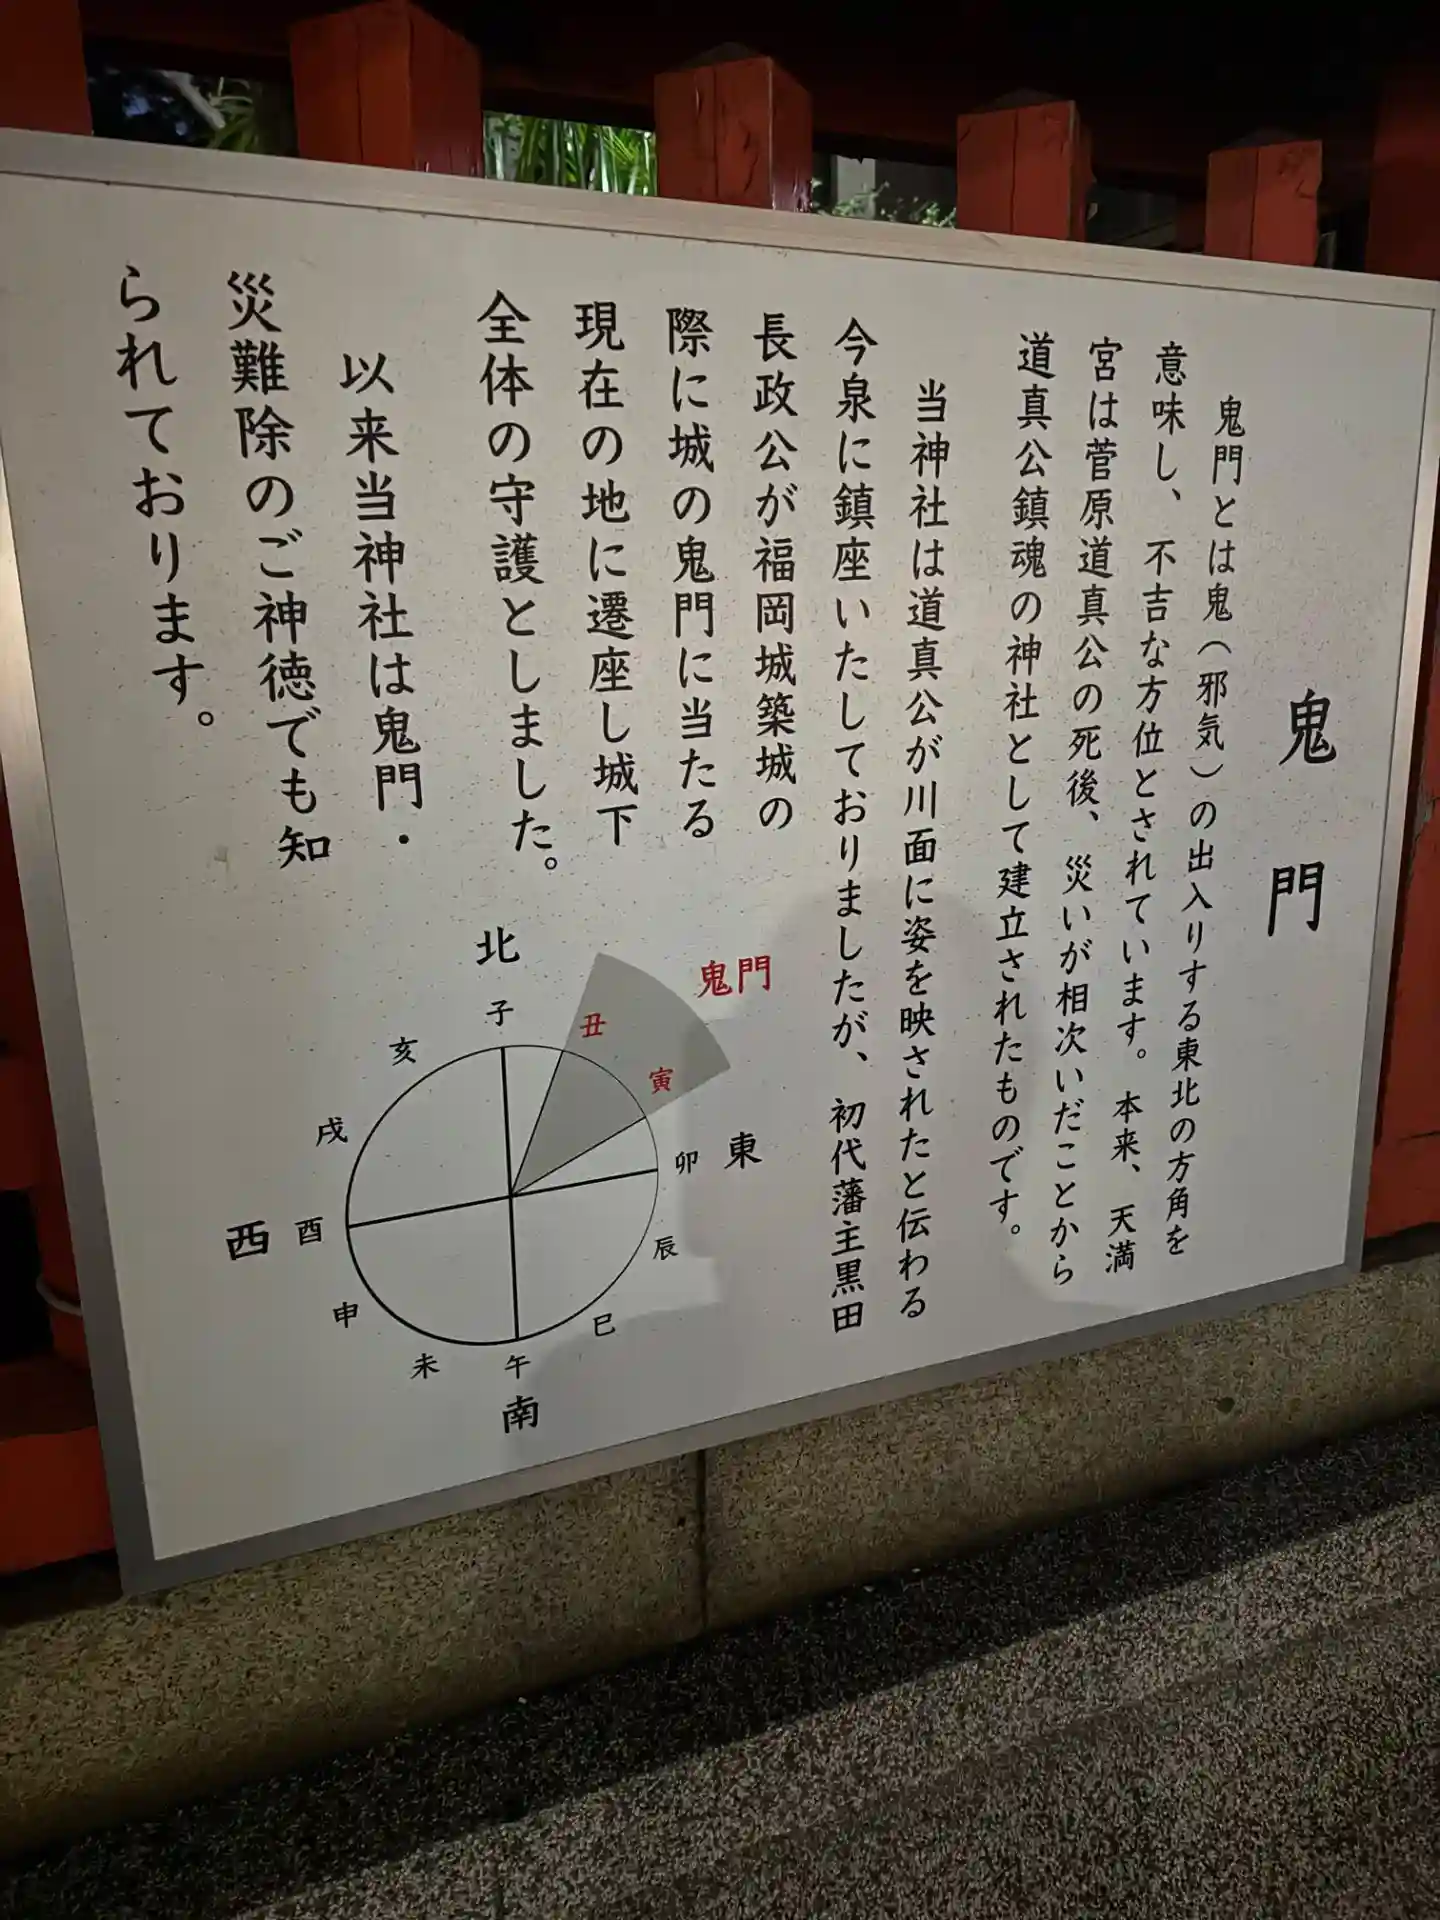 鬼門
鬼門とは鬼（邪気）の出入りする東北の方角を
意味し、不吉な方位とされています。本来、天満
宮は菅原道真公の死後、災いが相次いだことから
道真公鎮魂の神社として建立されたものです。
当神社は道真公が川面に姿を映されたと伝わる
今泉に鎮座いたしておりましたが、初代藩主黒田
長政公が福岡城築城の
際に城の鬼門に当たる
現在の地に遷座し城下
全体の守護としました。
以来当神社は鬼門・
災難除のご神徳でも知
られております。
鬼門
北
子
丑
寅
卯
東
辰
巳
午
南
未
申
酉
西
戌
亥